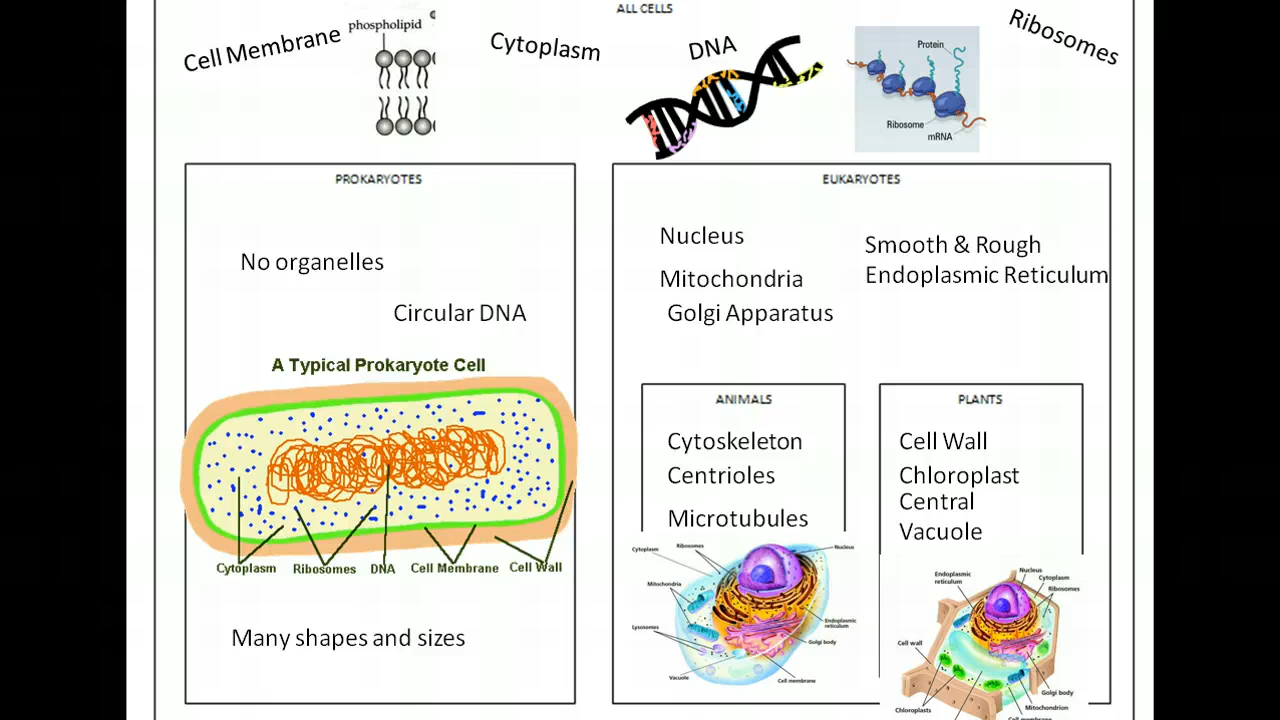 ALL CELLS
Cell Membrane
phospholipid
Cytoplasm
DNA
Protein
Ribosome
mRNA
Ribosomes
PROKARYOTES
No organelles
Circular DNA
A Typical Prokaryote Cell
Cytoplasm Ribosomes DNA Cell Membrane Cell Wall
Many shapes and sizes
EUKARYOTES
Nucleus
Mitochondria
Golgi Apparatus
Smooth & Rough
Endoplasmic Reticulum
ANIMALS
Cytoskeleton
Centrioles
Microtubules
Cytoplasm
Ribosomes
Nucleus
Mitochondria
Lysosomes
Endoplasmic
reticulum
Golgi body
Vacuole
Cell membrane
PLANTS
Cell Wall
Chloroplast
Central
Vacuole
Endoplasmic
reticulum
Nucleus
Cytoplasm
Ribosomes
Cell wall
Golgi body
Mitochondrion
Chloroplasts
Cell membrane